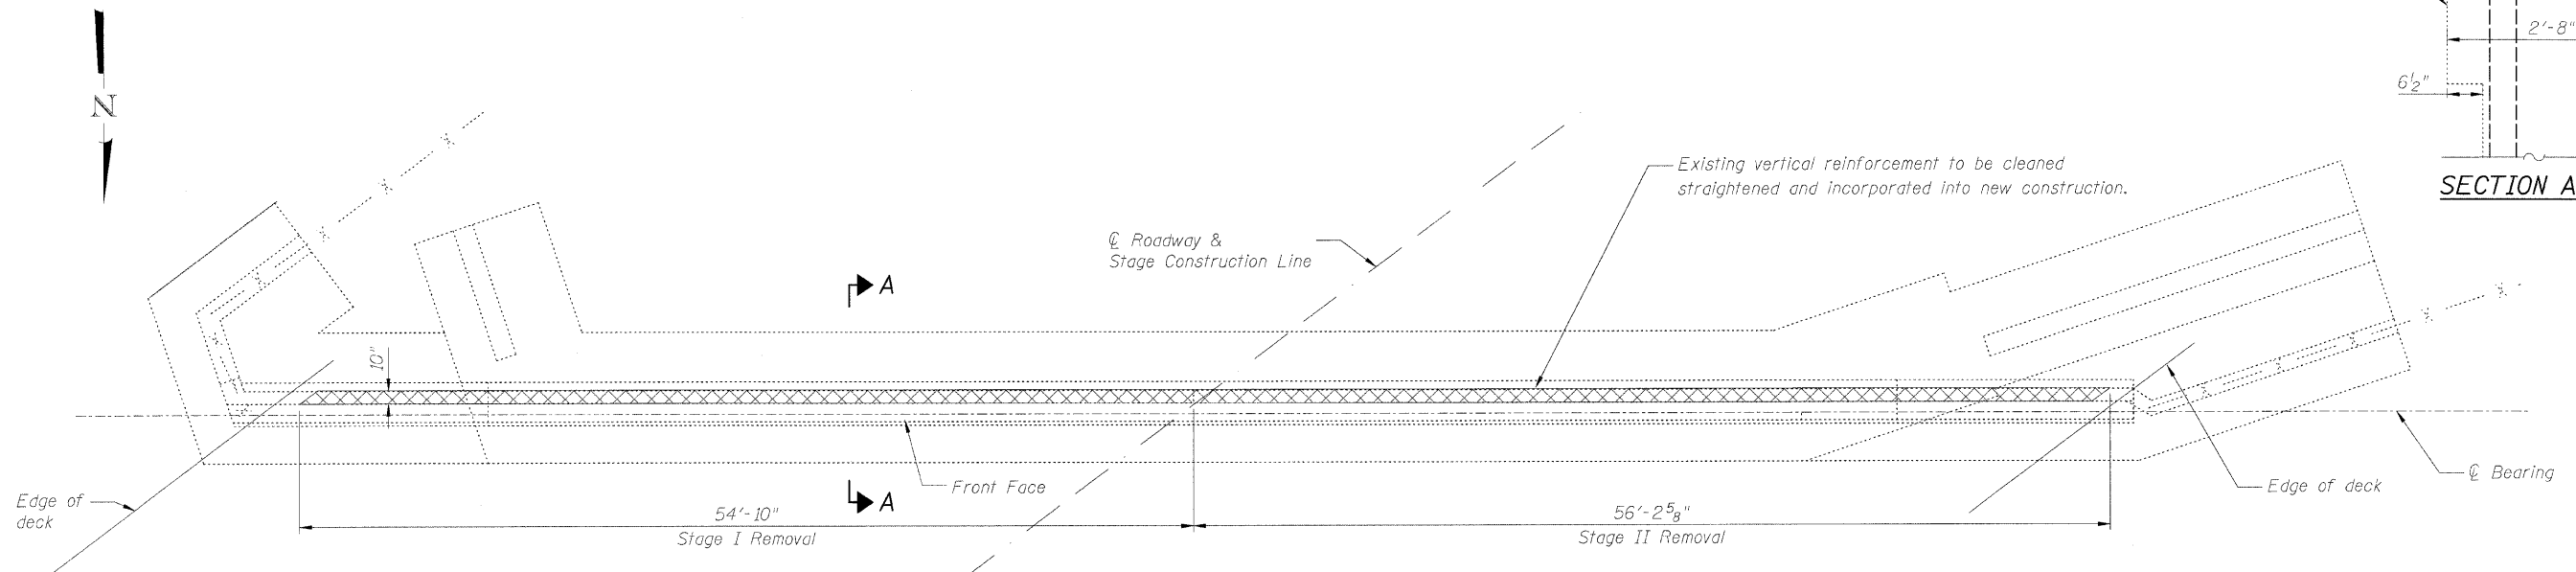 N
2'-8"
6½"
SECTION A
Existing vertical reinforcement to be cleaned
straightened and incorporated into new construction.
℄ Roadway &
Stage Construction Line
A
10"
Edge of
deck
Front Face
A
54'-10"
Stage I Removal
56'-2⅝"
Stage II Removal
Edge of deck
℄ Bearing